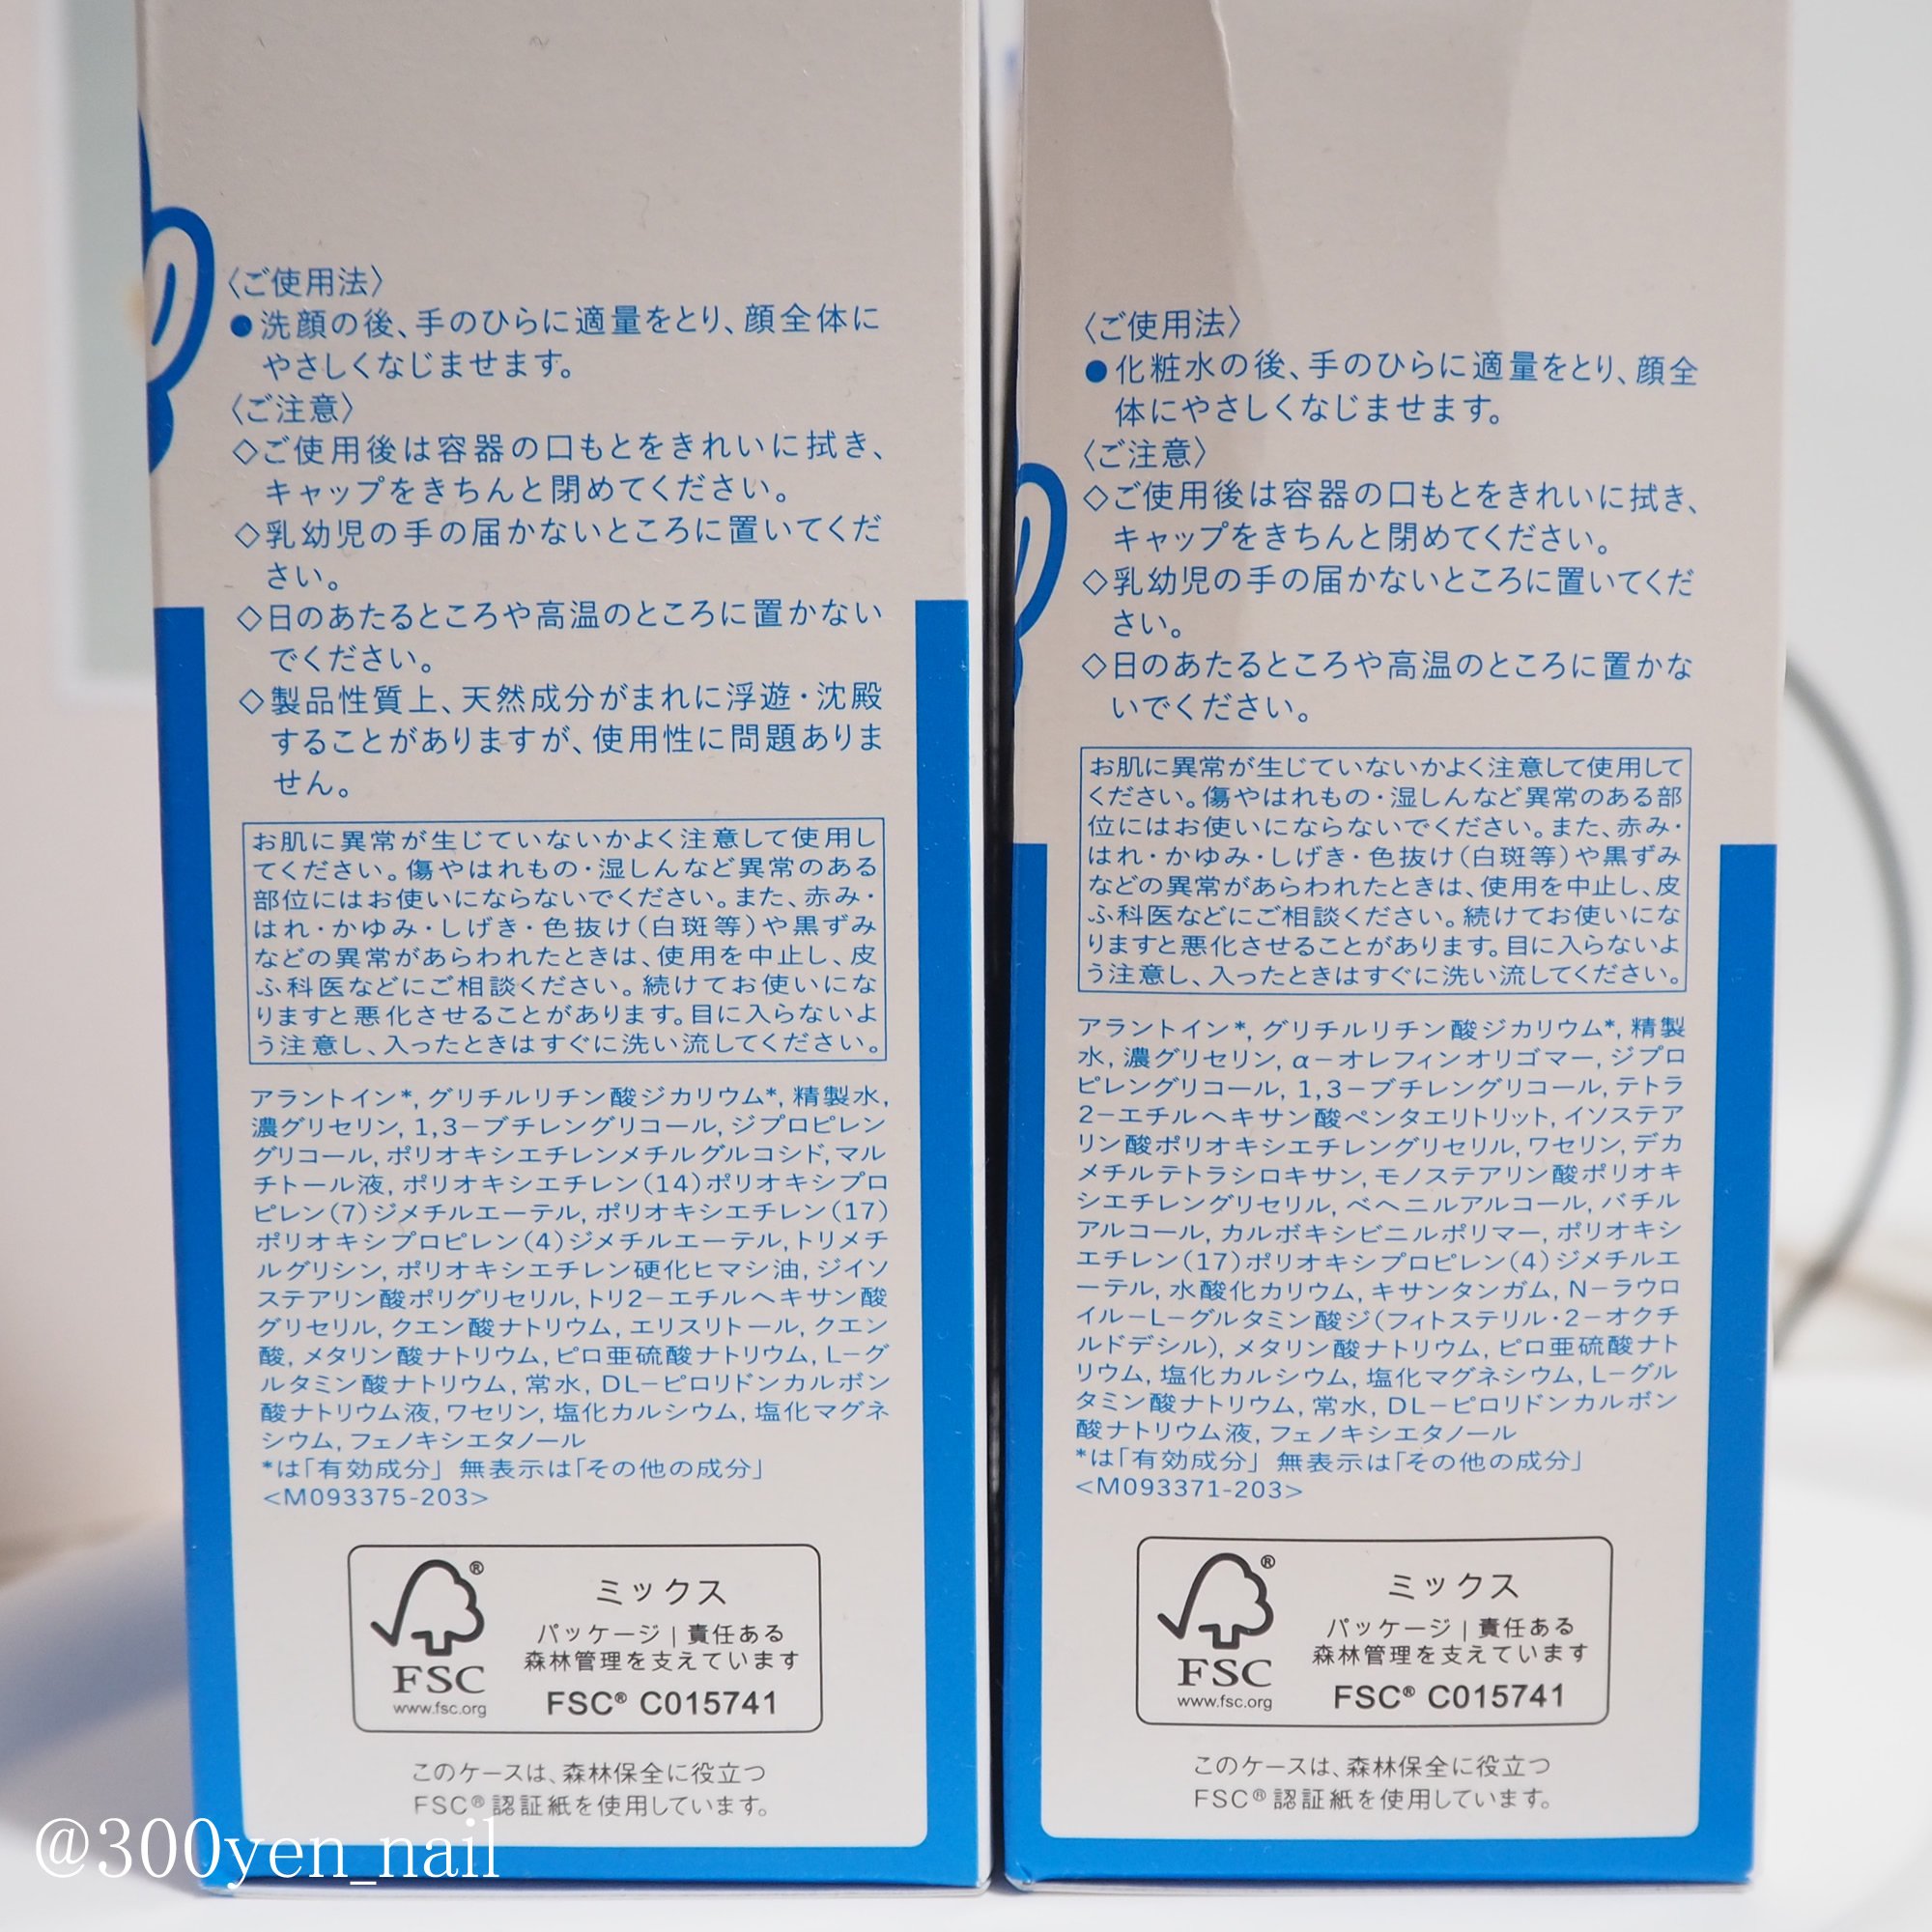 〈ご使用法〉
●洗顔の後、手のひらに適量をとり、顔全体に
やさしくなじませます。
〈ご注意〉
◇ご使用後は容器の口もとをきれいに拭き、
キャップをきちんと閉めてください。
◇乳幼児の手の届かないところに置いてくだ
さい。
◇日のあたるところや高温のところに置かない
でください。
◇製品性質上、天然成分がまれに浮遊・沈殿
することがありますが、使用性に問題ありま
せん。
お肌に異常が生じていないかよく注意して使用し
てください。傷やはれもの・湿しんなど異常のある
部位にはお使いにならないでください。また、赤み・
はれ・かゆみ・しげき・色抜け(白斑等)や黒ずみ
などの異常があらわれたときは、使用を中止し、皮
ふ科医などにご相談ください。続けてお使いにな
りますと悪化させることがあります。目に入らないよ
う注意し、入ったときはすぐに洗い流してください。
アラントイン*, グリチルリチン酸ジカリウム*, 精製水,
濃グリセリン, 1,3−ブチレングリコール, ジプロピレン
グリコール, ポリオキシエチレンメチルグルコシド, マル
チトール液, ポリオキシエチレン(14)ポリオキシプロ
ピレン(7)ジメチルエーテル, ポリオキシエチレン(17)
ポリオキシプロピレン(4)ジメチルエーテル, トリメチ
ルグリシン, ポリオキシエチレン硬化ヒマシ油, ジイソ
ステアリン酸ポリグリセリル, トリ2−エチルヘキサン酸
グリセリル, クエン酸ナトリウム, エリスリトール, クエン
酸, メタリン酸ナトリウム, ピロ亜硫酸ナトリウム, L−グ
ルタミン酸ナトリウム, 常水, DL−ピロリドンカルボン
酸ナトリウム液, ワセリン, 塩化カルシウム, 塩化マグネ
シウム, フェノキシエタノール
*は「有効成分」 無表示は「その他の成分」
<M093375-203>
FSC®
www.fsc.org
ミックス
パッケージ | 責任ある
森林管理を支えています
FSC® C015741
このケースは、森林保全に役立つ
FSC®認証紙を使用しています。
〈ご使用法〉
●化粧水の後、手のひらに適量をとり、顔全
体にやさしくなじませます。
〈ご注意〉
◇ご使用後は容器の口もとをきれいに拭き、
キャップをきちんと閉めてください。
◇乳幼児の手の届かないところに置いてくだ
さい。
◇日のあたるところや高温のところに置かな
いでください。
お肌に異常が生じていないかよく注意して使用して
ください。傷やはれもの・湿しんなど異常のある部
位にはお使いにならないでください。また、赤み・
はれ・かゆみ・しげき・色抜け(白斑等)や黒ずみ
などの異常があらわれたときは、使用を中止し、皮
ふ科医などにご相談ください。続けてお使いにな
りますと悪化させることがあります。目に入らないよ
う注意し、入ったときはすぐに洗い流してください。
アラントイン*, グリチルリチン酸ジカリウム*, 精製
水, 濃グリセリン, α−オレフィンオリゴマー, ジプロ
ピレングリコール, 1,3−ブチレングリコール, テトラ
2−エチルヘキサン酸ペンタエリトリット, イソステア
リン酸ポリオキシエチレングリセリル, ワセリン, デカ
メチルテトラシロキサン, モノステアリン酸ポリオキ
シエチレングリセリル, ベヘニルアルコール, バチル
アルコール, カルボキシビニルポリマー, ポリオキシ
エチレン(17)ポリオキシプロピレン(4)ジメチルエ
ーテル, 水酸化カリウム, キサンタンガム, N−ラウロ
イル−L−グルタミン酸ジ(フィトステリル・2−オクチ
ルドデシル), メタリン酸ナトリウム, ピロ亜硫酸ナト
リウム, 塩化カルシウム, 塩化マグネシウム, L−グル
タミン酸ナトリウム, 常水, DL−ピロリドンカルボン
酸ナトリウム液, フェノキシエタノール
*は「有効成分」 無表示は「その他の成分」
<M093371-203>
FSC®
www.fsc.org
ミックス
パッケージ | 責任ある
森林管理を支えています
FSC® C015741
このケースは、森林保全に役立つ
FSC®認証紙を使用しています。
@300yen_nail